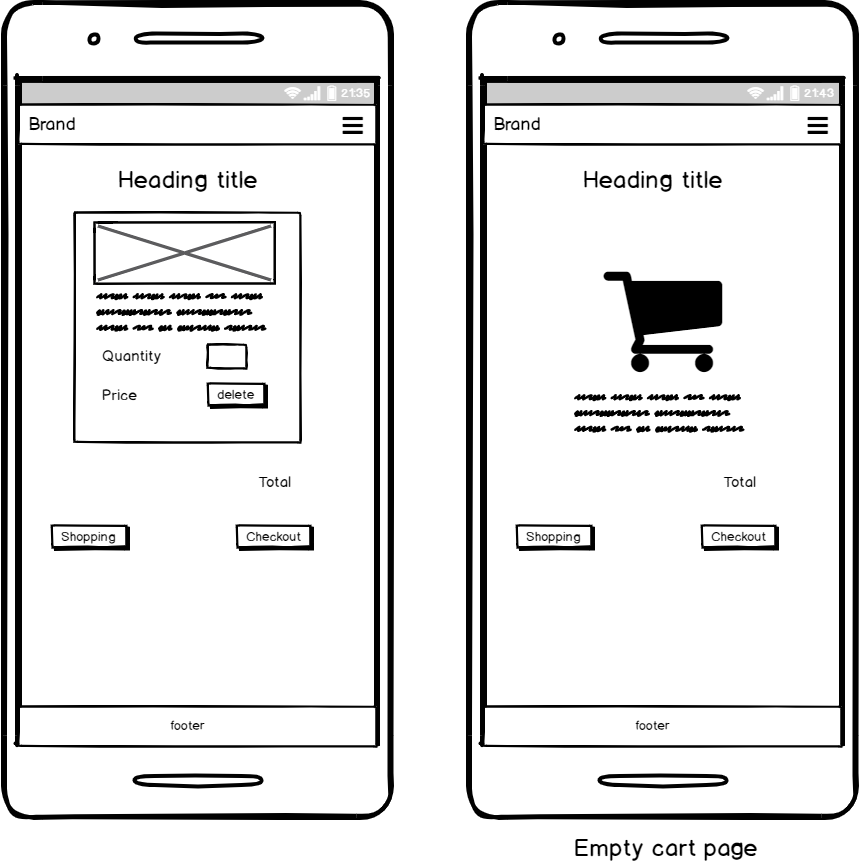 21:35
Brand
Heading title
Quantity
Price
delete
Total
Shopping
Checkout
footer
21:43
Brand
Heading title
Total
Shopping
Checkout
footer
Empty cart page